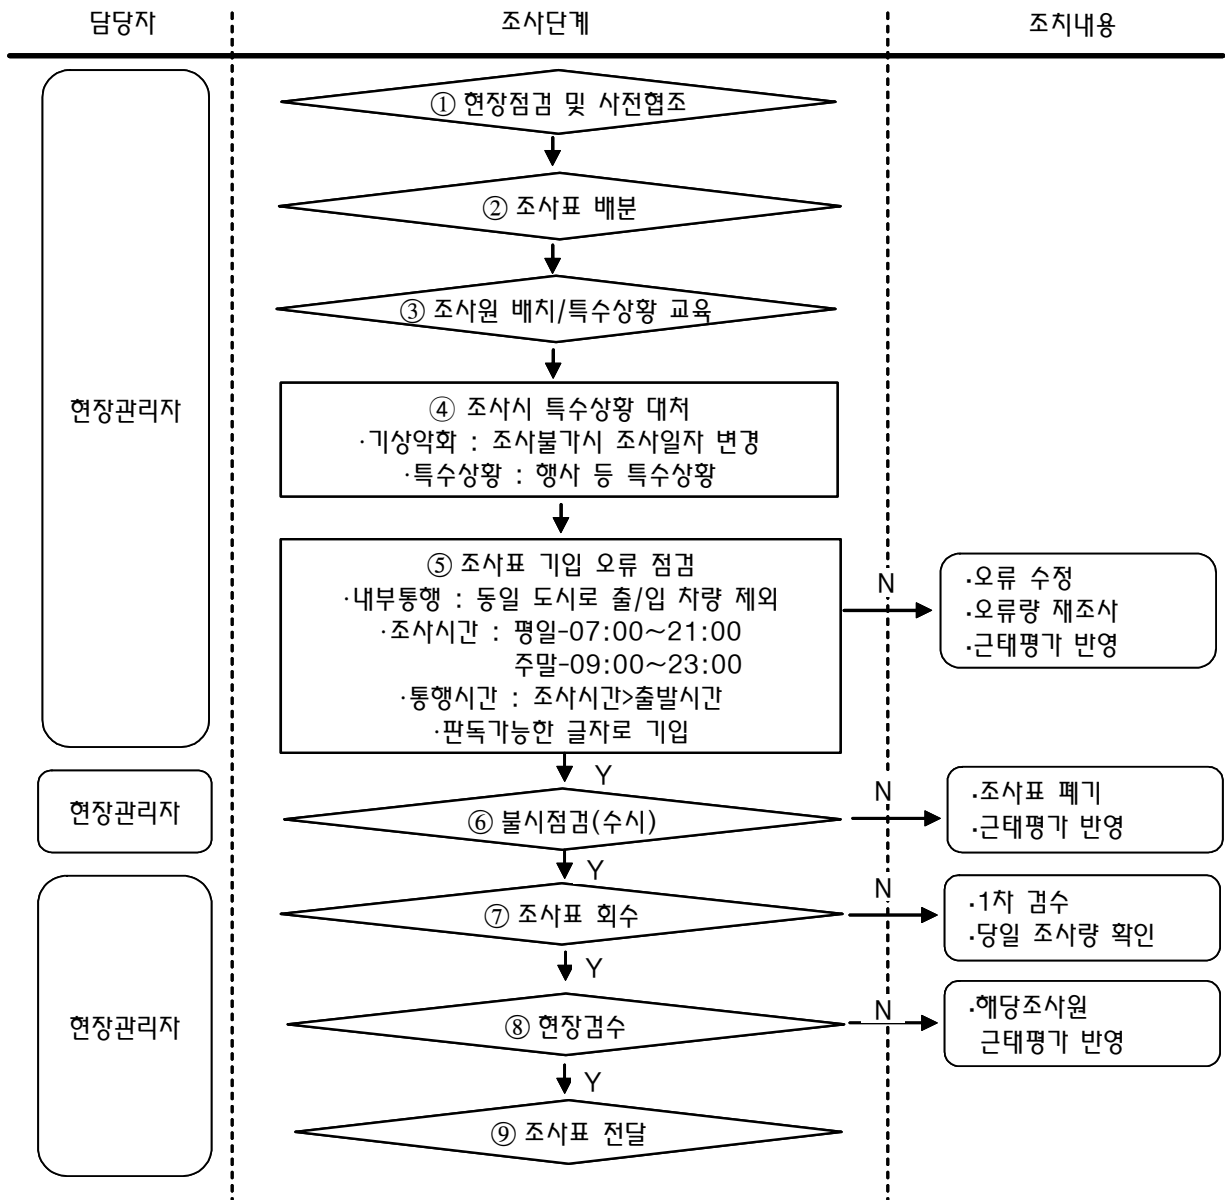 담당자
조사단계
조치내용
현장관리자
① 현장점검 및 사전협조
② 조사표 배분
③ 조사원 배치/특수상황 교육
④ 조사시 특수상황 대처
·기상악화 : 조사불가시 조사일자 변경
·특수상황 : 행사 등 특수상황
⑤ 조사표 기입 오류 점검
·내부통행 : 동일 도시로 출/입 차량 제외
·조사시간 : 평일-07:00~21:00
주말-09:00~23:00
·통행시간 : 조사시간>출발시간
·판독가능한 글자로 기입
N
·오류 수정
·오류량 재조사
·근태평가 반영
Y
현장관리자
⑥ 불시점검(수시)
N
·조사표 폐기
·근태평가 반영
Y
현장관리자
⑦ 조사표 회수
N
·1차 검수
·당일 조사량 확인
Y
⑧ 현장검수
N
·해당조사원
근태평가 반영
Y
⑨ 조사표 전달